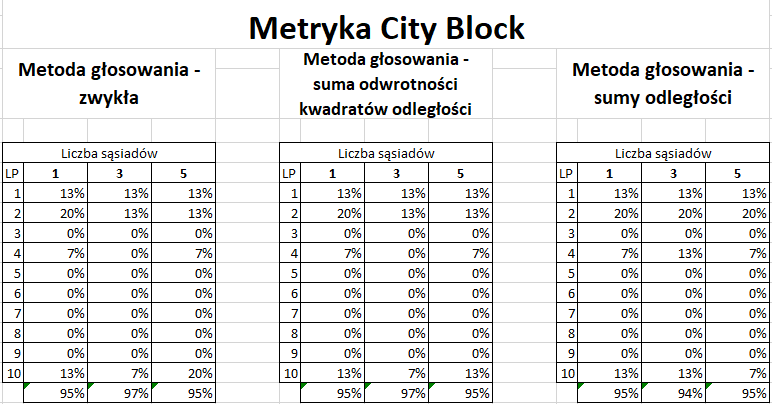 Metryka City Block
Metoda głosowania -
zwykła
Metoda głosowania -
suma odwrotności
kwadratów odległości
Metoda głosowania -
sumy odległości
Liczba sąsiadów Liczba sąsiadów Liczba sąsiadów
LP 1 3 5 LP 1 3 5 LP 1 3 5
1 13% 13% 13% 1 13% 13% 13% 1 13% 13% 13%
2 20% 13% 13% 2 20% 13% 13% 2 20% 20% 20%
3 0% 0% 0% 3 0% 0% 0% 3 0% 0% 0%
4 7% 0% 7% 4 7% 0% 7% 4 7% 13% 7%
5 0% 0% 0% 5 0% 0% 0% 5 0% 0% 0%
6 0% 0% 0% 6 0% 0% 0% 6 0% 0% 0%
7 0% 0% 0% 7 0% 0% 0% 7 0% 0% 0%
8 0% 0% 0% 8 0% 0% 0% 8 0% 0% 0%
9 0% 0% 0% 9 0% 0% 0% 9 0% 0% 0%
10 13% 7% 20% 10 13% 7% 13% 10 13% 13% 7%
95% 97% 95% 95% 97% 95% 95% 94% 95%